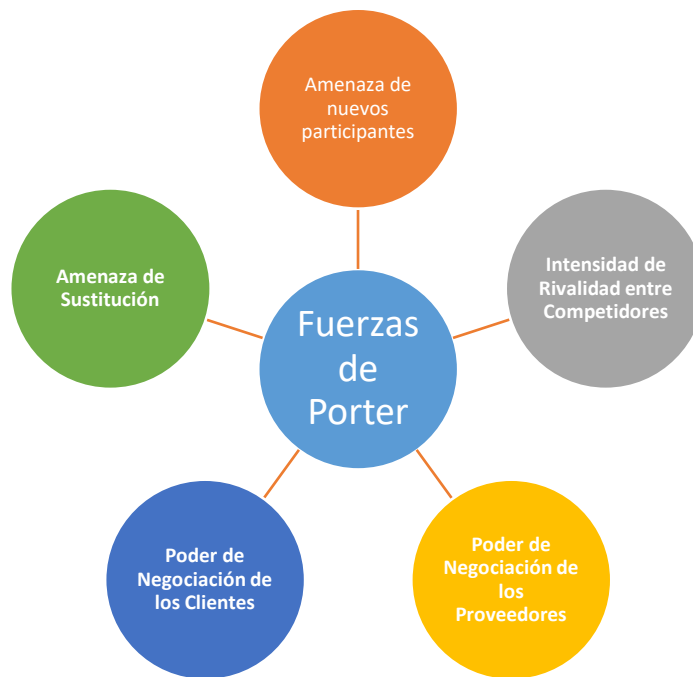 Amenaza de
nuevos
participantes
Intensidad de
Rivalidad entre
Competidores
Amenaza de
Sustitución
Fuerzas
de
Porter
Poder de
Negociación de
los Clientes
Poder de
Negociación de
los
Proveedores